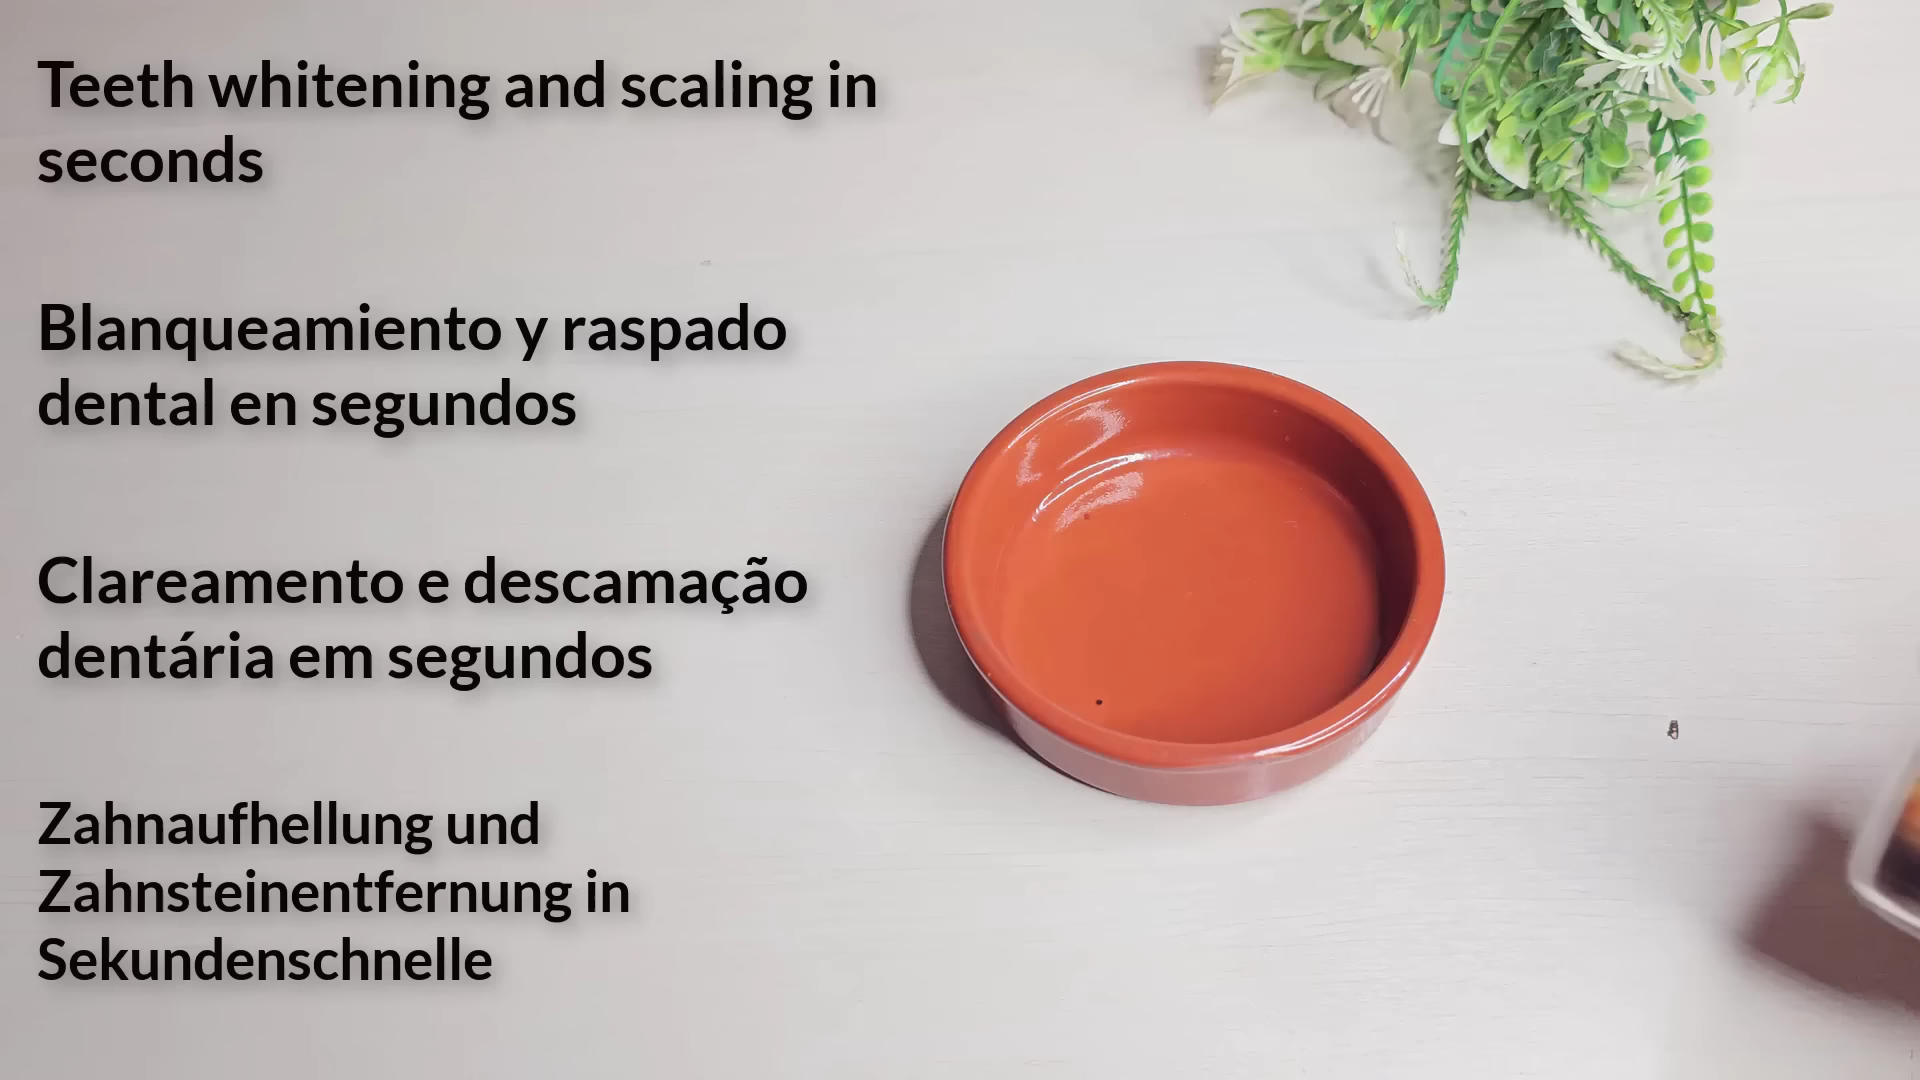 Teeth whitening and scaling in
seconds
Blanqueamiento y raspado
dental en segundos
Clareamento e descamação
dentária em segundos
Zahnaufhellung und
Zahnsteinentfernung in
Sekundenschnelle